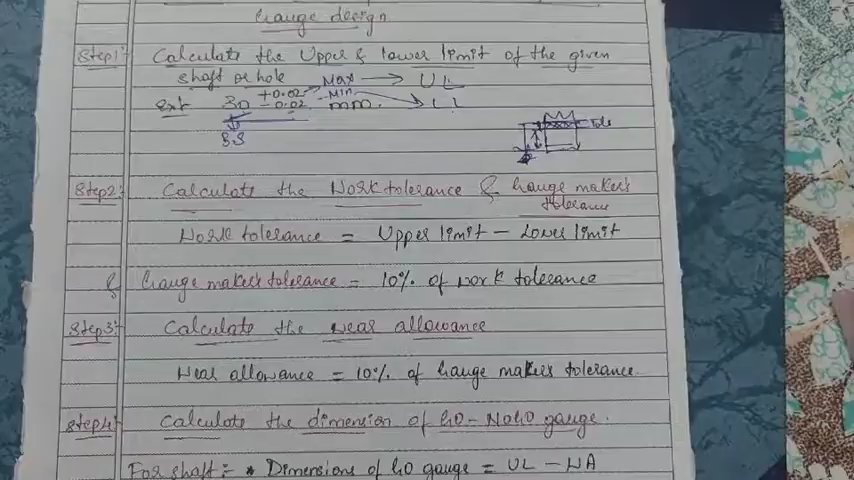 Gauge design
Step1:- Calculate the Upper & lower limit of the given
shaft or hole
Max → UL
ex:- 30 +0.02 -0.02 mm. Min → LL
BS
Step2:- Calculate the Work tolerance & Gauge maker's
tolerance
Work tolerance = Upper limit - Lower limit
& Gauge maker's tolerance = 10% of work tolerance
Step3:- Calculate the Wear allowance
Wear allowance = 10% of Gauge makers tolerance.
Step4:- Calculate the dimension of GO-NOGO gauge.
For shaft:- * Dimensions of GO gauge = UL - WA